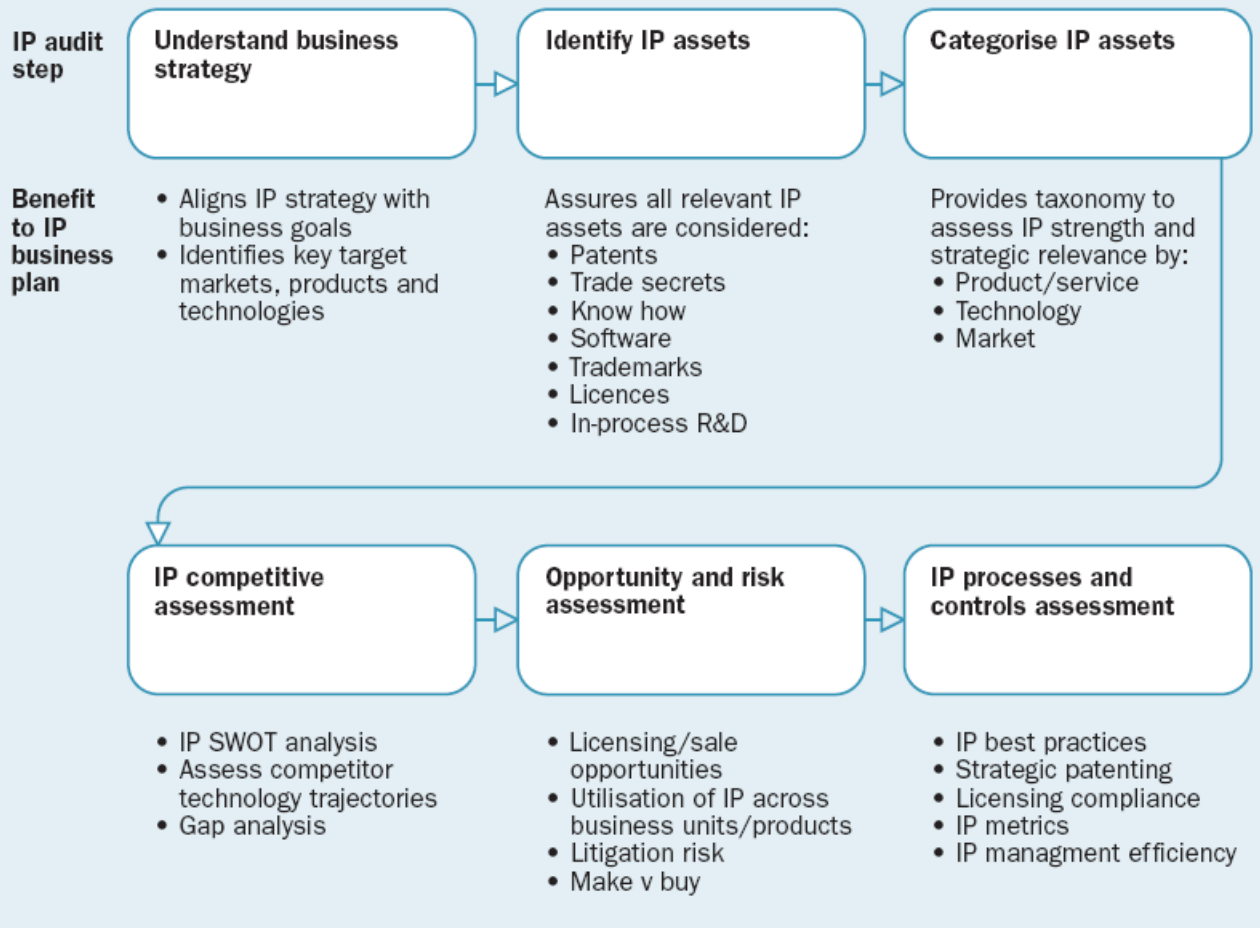 IP audit
step
Understand business
strategy
Identify IP assets
Categorise IP assets
Benefit
to IP
business
plan
• Aligns IP strategy with
business goals
• Identifies key target
markets, products and
technologies
Assures all relevant IP
assets are considered:
• Patents
• Trade secrets
• Know how
• Software
• Trademarks
• Licences
• In-process R&D
Provides taxonomy to
assess IP strength and
strategic relevance by:
• Product/service
• Technology
• Market
IP competitive
assessment
Opportunity and risk
assessment
IP processes and
controls assessment
• IP SWOT analysis
• Assess competitor
technology trajectories
• Gap analysis
• Licensing/sale
opportunities
• Utilisation of IP across
business units/products
• Litigation risk
• Make v buy
• IP best practices
• Strategic patenting
• Licensing compliance
• IP metrics
• IP managment efficiency